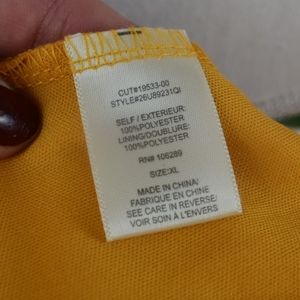 CUT#19533-00
STYLE#26U89231QI
SELF / EXTERIEUR:
100%POLYESTER
LINING/DOUBLURE:
100%POLYESTER
RN# 106289
SIZE:XL
MADE IN CHINA/
FABRIQUE EN CHINE
SEE CARE IN REVERSE/
VOIR SOIN À L'ENVERS